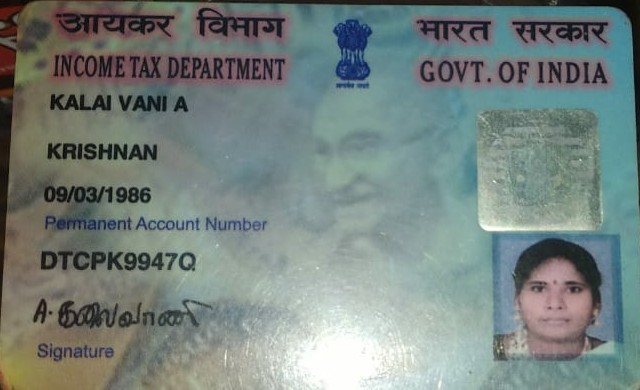 आयकर विभाग
INCOME TAX DEPARTMENT
भारत सरकार
GOVT. OF INDIA
सत्यमेव जयते
KALAI VANI A
KRISHNAN
09/03/1986
Permanent Account Number
DTCPK9947Q
A. கலைவாணி
Signature